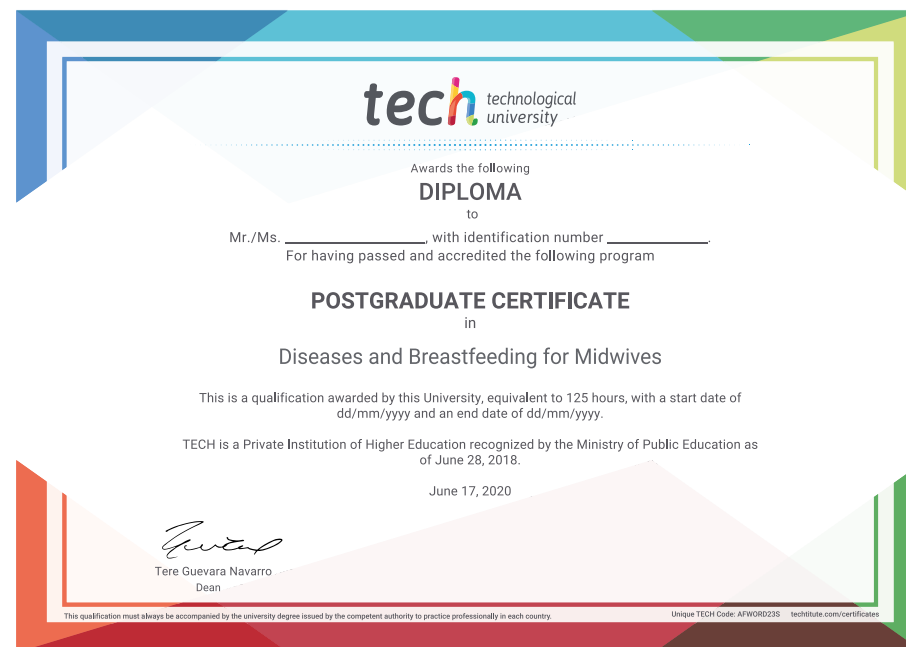 tech technological
university
Awards the following
DIPLOMA
to
Mr./Ms. ____________________, with identification number ______________.
For having passed and accredited the following program
POSTGRADUATE CERTIFICATE
in
Diseases and Breastfeeding for Midwives
This is a qualification awarded by this University, equivalent to 125 hours, with a start date of
dd/mm/yyyy and an end date of dd/mm/yyyy.
TECH is a Private Institution of Higher Education recognized by the Ministry of Public Education as
of June 28, 2018.
June 17, 2020
Tere Guevara Navarro
Dean
This qualification must always be accompanied by the university degree issued by the competent authority to practice professionally in each country.
Unique TECH Code: AFWORD23S techtitute.com/certificates